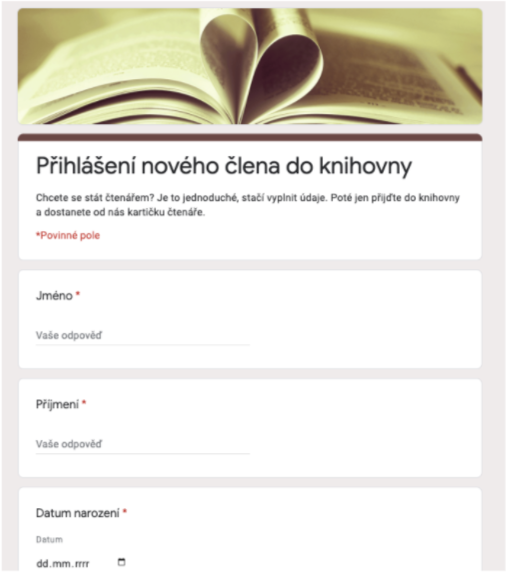 Přihlášení nového člena do knihovny
Chcete se stát čtenářem? Je to jednoduché, stačí vyplnit údaje. Poté jen přijďte do knihovny
a dostanete od nás kartičku čtenáře.
*Povinné pole
Jméno *
Vaše odpověď
Příjmení *
Vaše odpověď
Datum narození *
Datum
dd.mm.rrrr